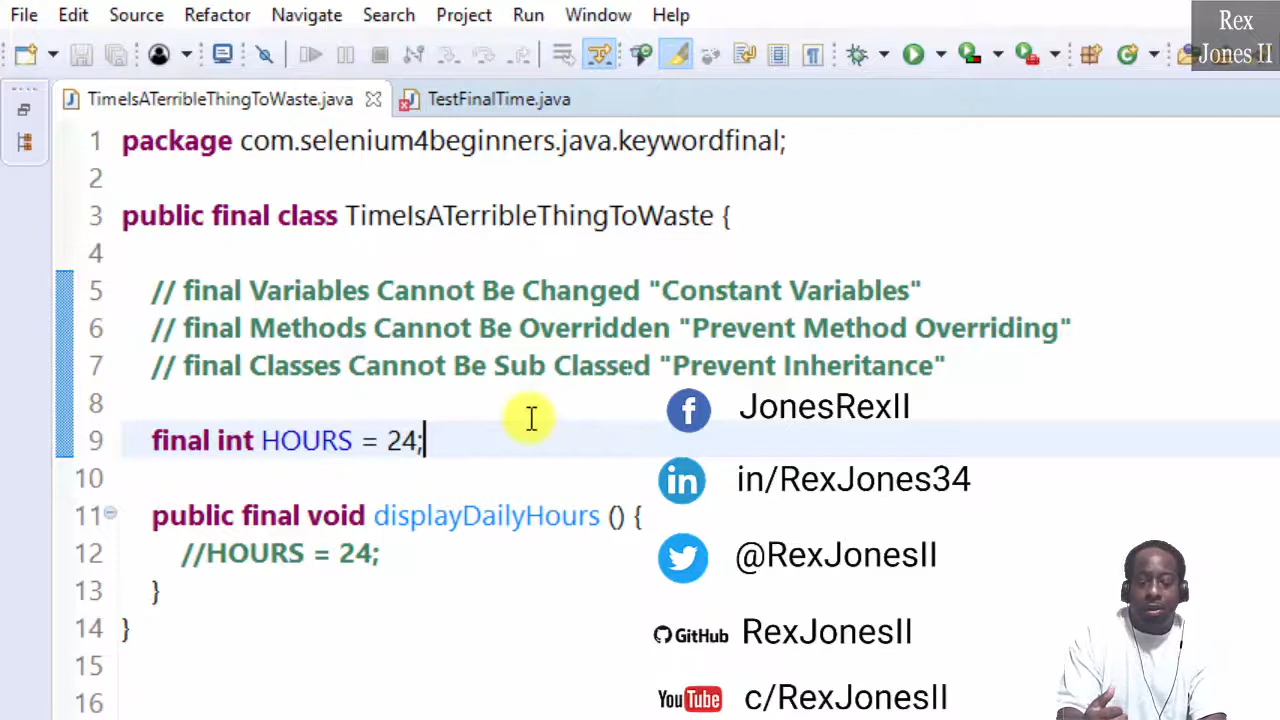 File Edit Source Refactor Navigate Search Project Run Window Help
Rex
Jones II
TimeIsATerribleThingToWaste.java TestFinalTime.java
1 package com.selenium4beginners.java.keywordfinal;
2
3 public final class TimeIsATerribleThingToWaste {
4
5 // final Variables Cannot Be Changed "Constant Variables"
6 // final Methods Cannot Be Overridden "Prevent Method Overriding"
7 // final Classes Cannot Be Sub Classed "Prevent Inheritance"
8
9 final int HOURS = 24;
10
11 public final void displayDailyHours () {
12 //HOURS = 24;
13 }
14 }
15
16
JonesRexII
in/RexJones34
@RexJonesII
GitHub RexJonesII
YouTube c/RexJonesII